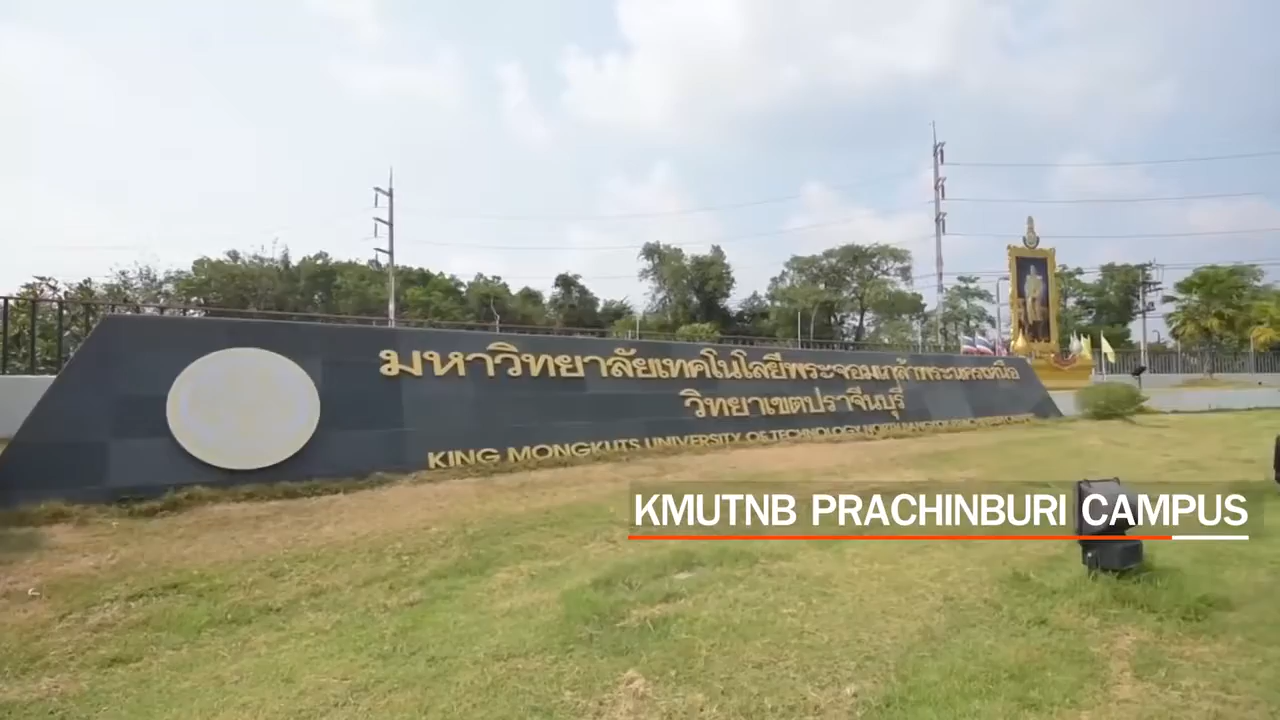 มหาวิทยาลัยเทคโนโลยีพระจอมเกล้าพระนครเหนือ
วิทยาเขตปราจีนบุรี
KING MONGKUTS UNIVERSITY OF TECHNOLOGY NORTH
KMUTNB PRACHINBURI CAMPUS